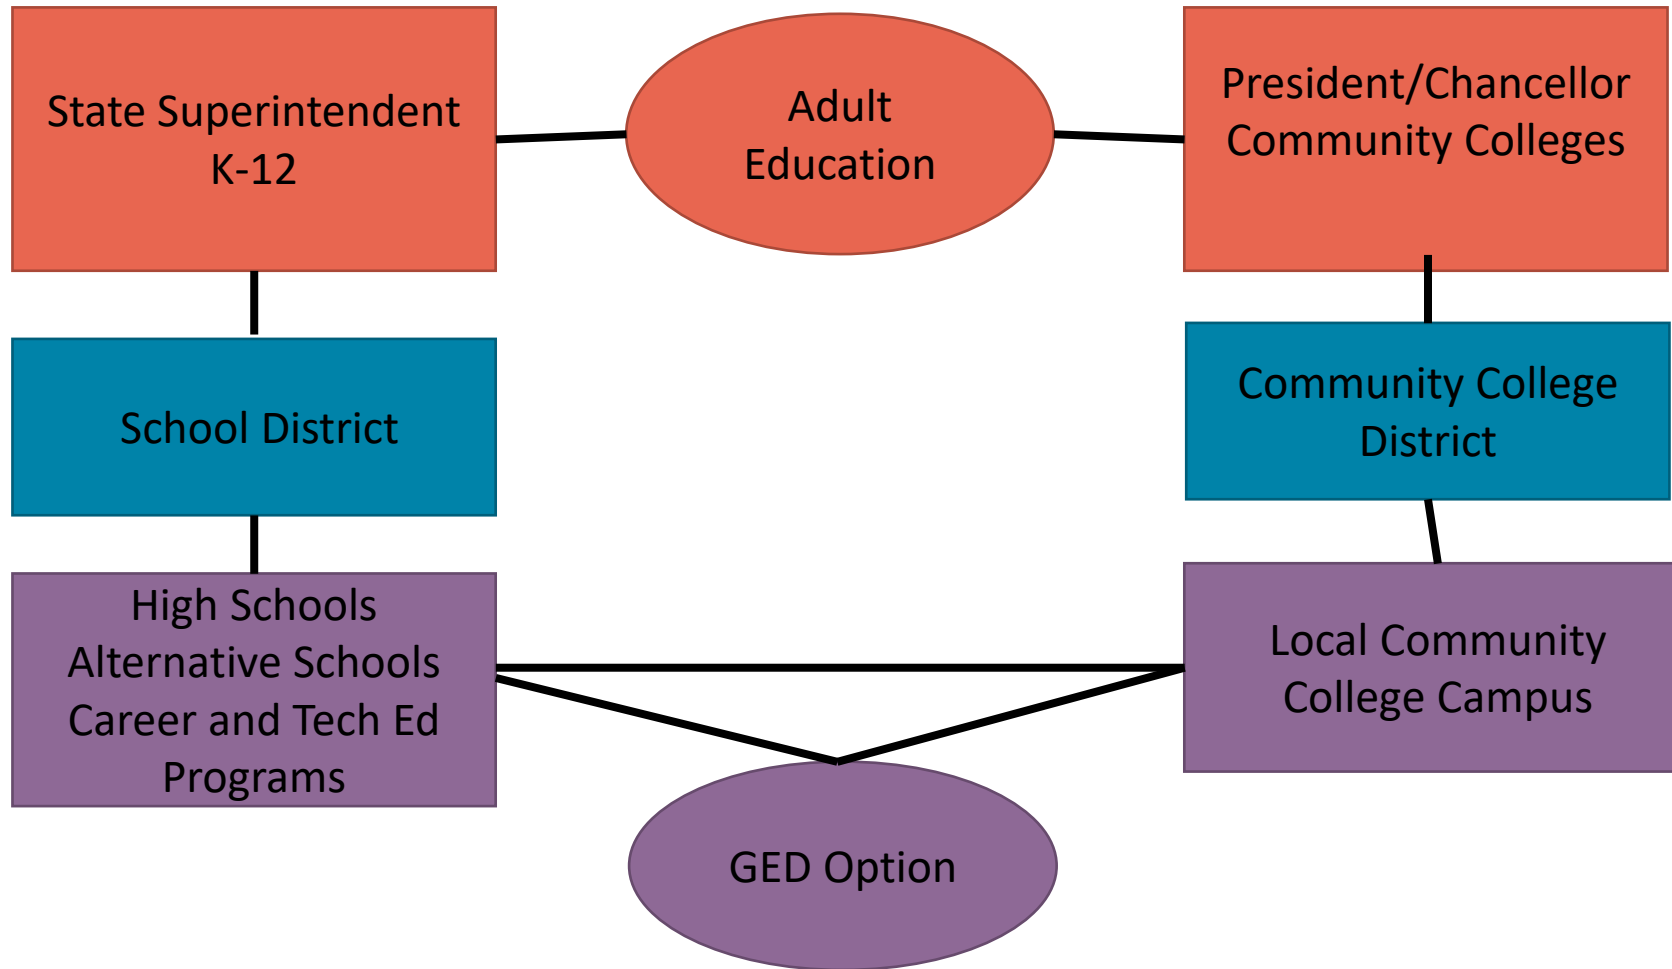 State Superintendent
K-12
Adult
Education
President/Chancellor
Community Colleges
School District
Community College
District
High Schools
Alternative Schools
Career and Tech Ed
Programs
Local Community
College Campus
GED Option